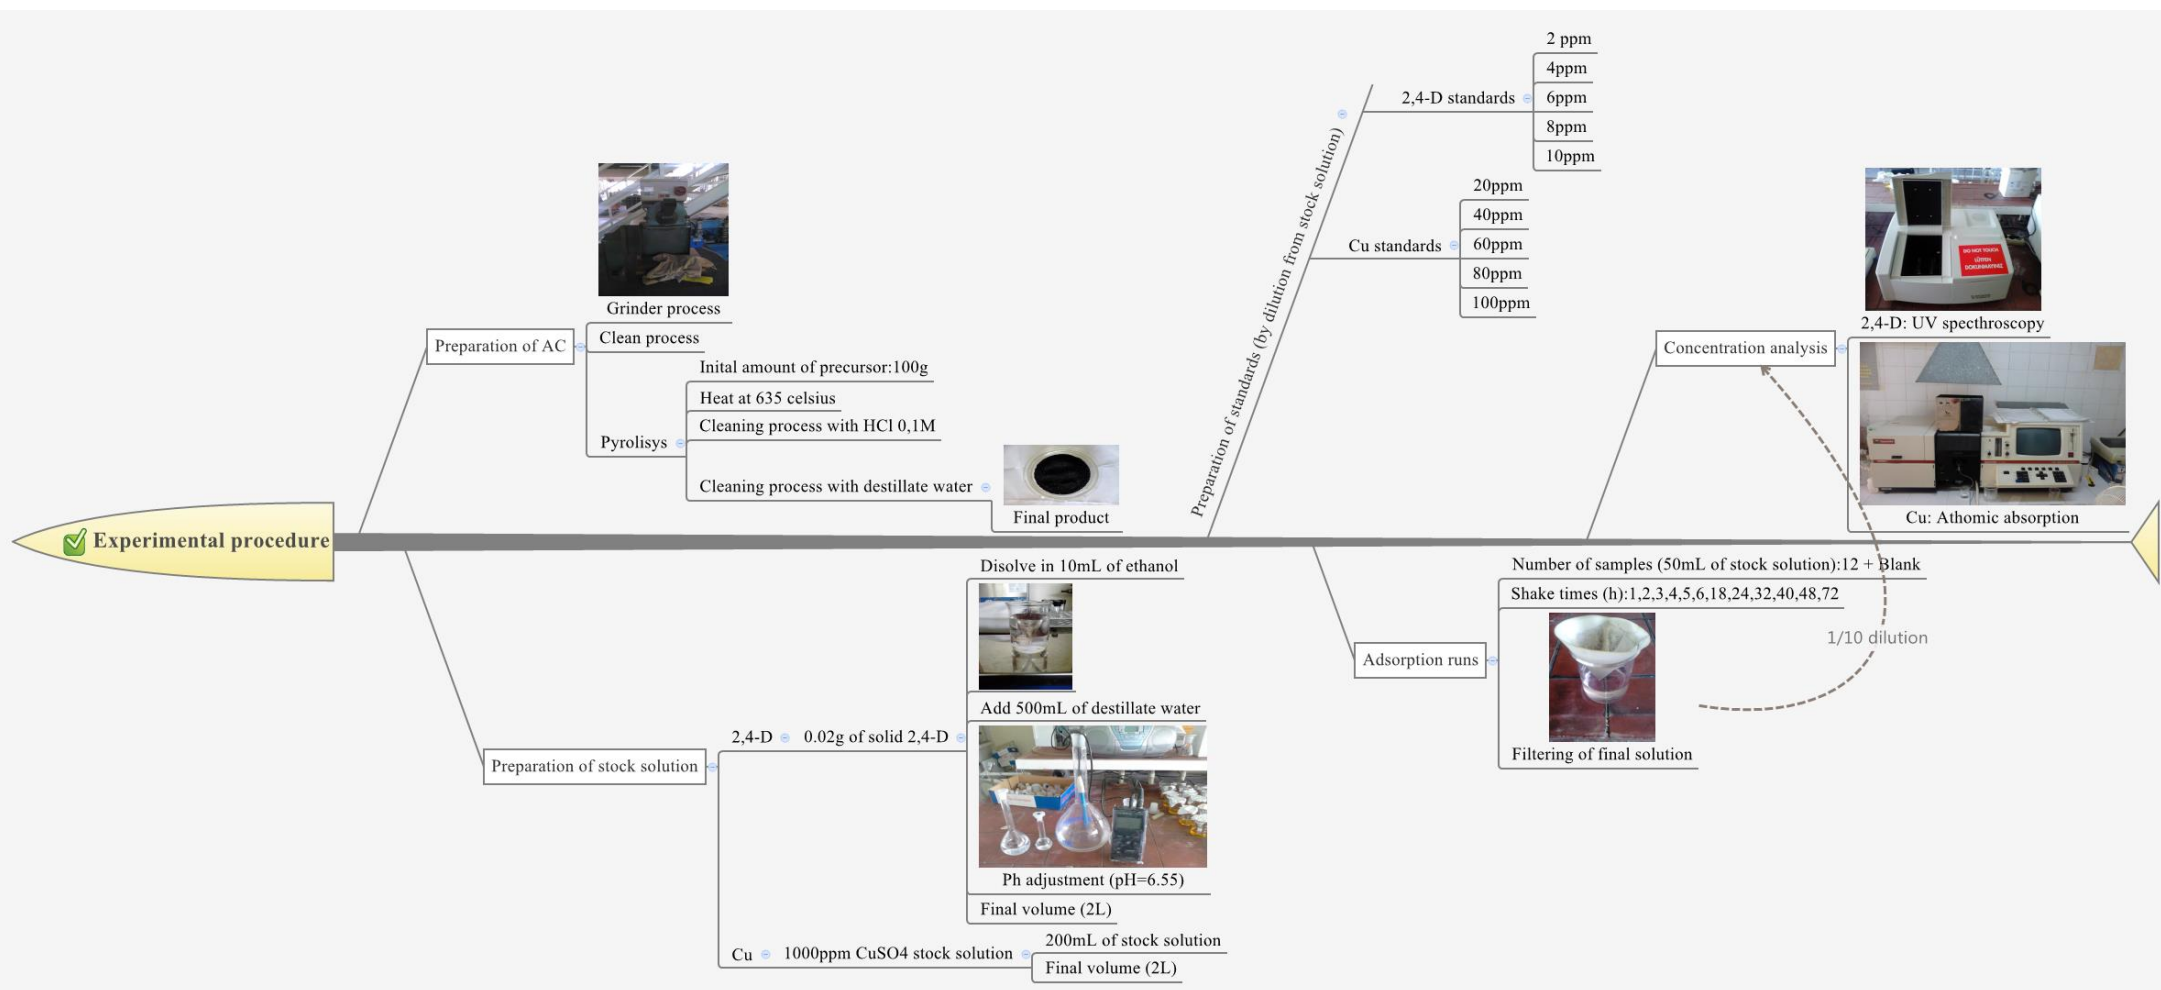 Experimental procedure
Preparation of AC
Grinder process
Clean process
Pyrolisys
Inital amount of precursor:100g
Heat at 635 celsius
Cleaning process with HCl 0,1M
Cleaning process with destillate water
Final product
Preparation of stock solution
2,4-D
0.02g of solid 2,4-D
Disolve in 10mL of ethanol
Add 500mL of destillate water
Ph adjustment (pH=6.55)
Final volume (2L)
Cu
1000ppm CuSO4 stock solution
200mL of stock solution
Final volume (2L)
Preparation of standards (by dilution from stock solution)
2,4-D standards
2 ppm
4ppm
6ppm
8ppm
10ppm
Cu standards
20ppm
40ppm
60ppm
80ppm
100ppm
Adsorption runs
Number of samples (50mL of stock solution):12 + Blank
Shake times (h):1,2,3,4,5,6,18,24,32,40,48,72
Filtering of final solution
1/10 dilution
Concentration analysis
DO NOT TOUCH
LÜTFEN
DOKUNMAYINIZ
2,4-D: UV specthroscopy
Cu: Athomic absorption